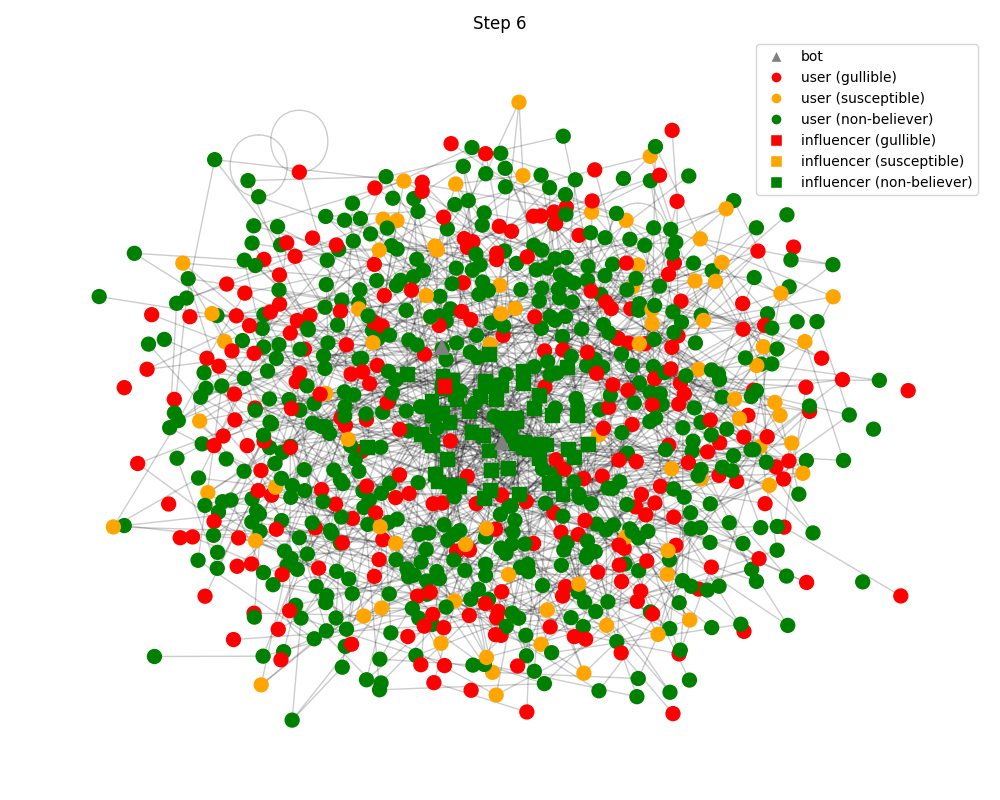 Step 6
bot
user (gullible)
user (susceptible)
user (non-believer)
influencer (gullible)
influencer (susceptible)
influencer (non-believer)